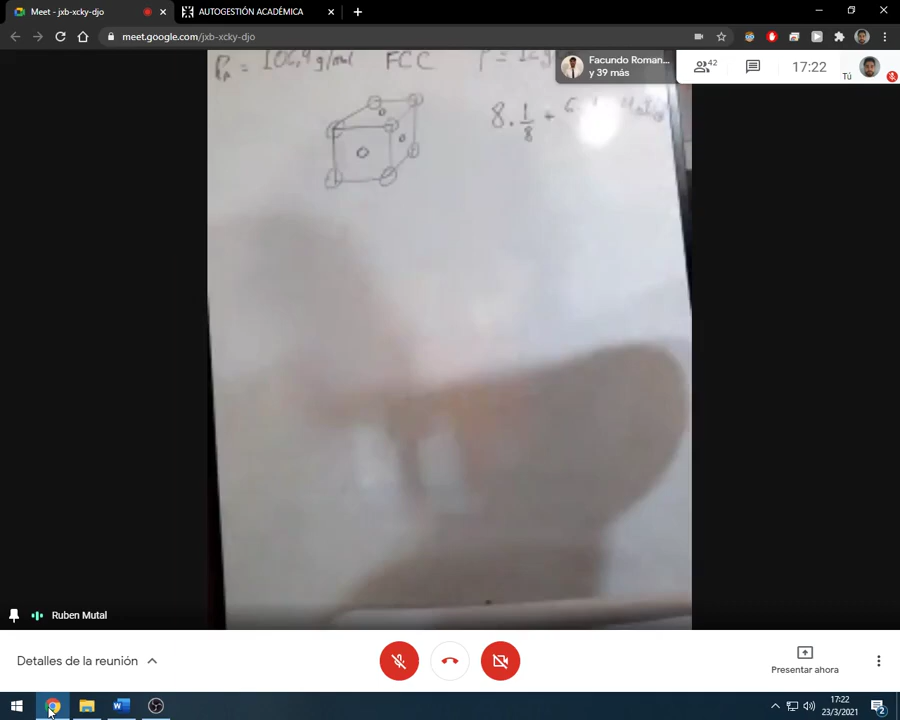 Meet - jxb-xcky-djo
AUTOGESTIÓN ACADÉMICA
meet.google.com/jxb-xcky-djo
106,4 g/mol FCC
Facundo Roman...
y 39 más
42
17:22
Tú
8. 1/8 +
Ruben Mutal
Detalles de la reunión
Presentar ahora
17:22
23/3/2021
2